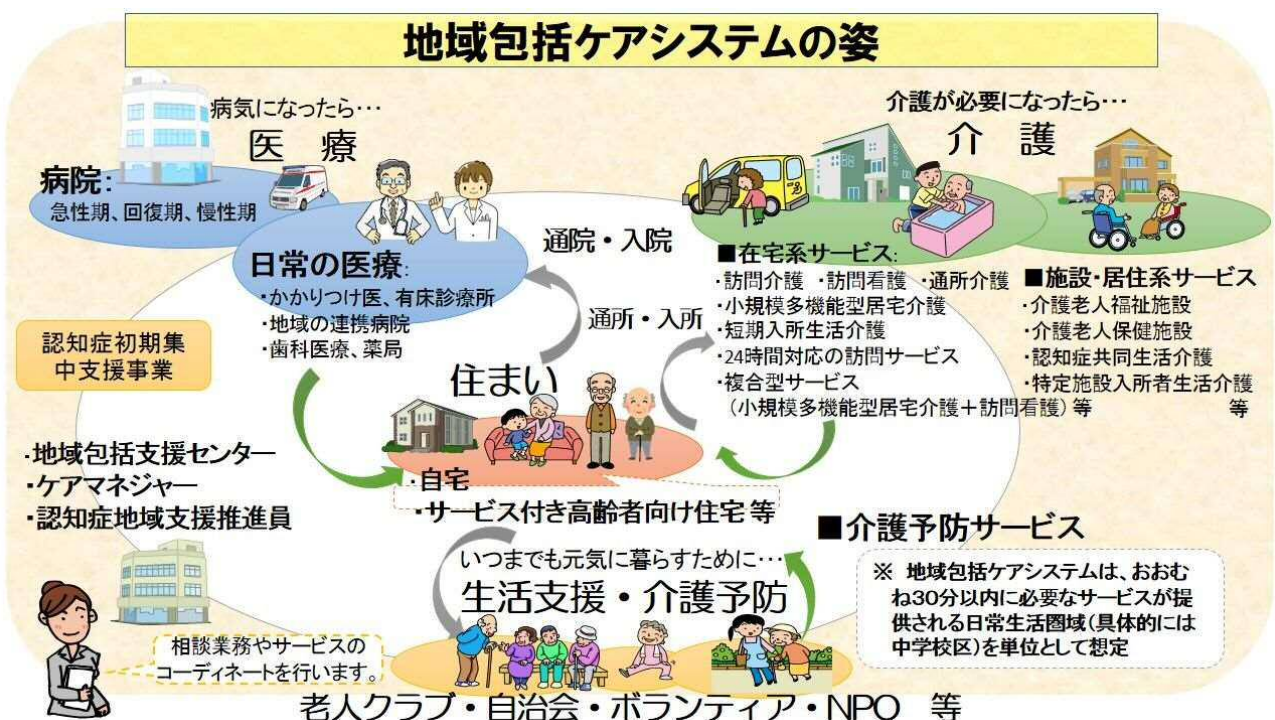 地域包括ケアシステムの姿
病気になったら･･･
医 療
病院:
急性期、回復期、慢性期
日常の医療:
・かかりつけ医、有床診療所
・地域の連携病院
・歯科医療、薬局
通院・入院
通所・入所
介護が必要になったら･･･
介 護
■在宅系サービス:
・訪問介護 ・訪問看護 ・通所介護
・小規模多機能型居宅介護
・短期入所生活介護
・24時間対応の訪問サービス
・複合型サービス
（小規模多機能型居宅介護＋訪問看護）等
■施設・居住系サービス
・介護老人福祉施設
・介護老人保健施設
・認知症共同生活介護
・特定施設入所者生活介護
等
認知症初期集
中支援事業
住まい
・自宅
・サービス付き高齢者向け住宅 等
・地域包括支援センター
・ケアマネジャー
・認知症地域支援推進員
相談業務やサービスの
コーディネートを行います。
いつまでも元気に暮らすために･･･
生活支援・介護予防
■介護予防サービス
※ 地域包括ケアシステムは、おおむ
ね30分以内に必要なサービスが提
供される日常生活圏域（具体的には
中学校区）を単位として想定
老人クラブ・自治会・ボランティア・NPO 等